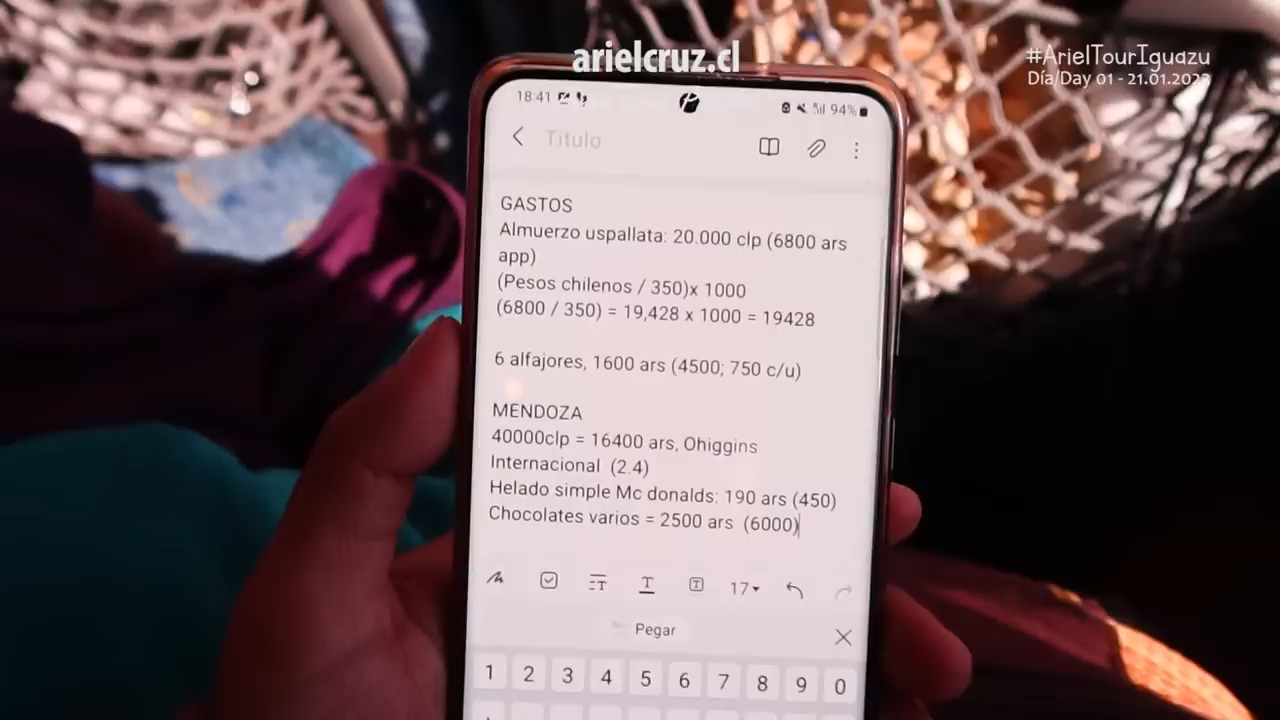 arielcruz.cl
#ArielTourIguazu
Día/Day 01 - 21.01.2023
18:41
94%
Titulo
GASTOS
Almuerzo uspallata: 20.000 clp (6800 ars
app)
(Pesos chilenos / 350)x 1000
(6800 / 350) = 19,428 x 1000 = 19428
6 alfajores, 1600 ars (4500; 750 c/u)
MENDOZA
40000clp = 16400 ars, Ohiggins
Internacional (2.4)
Helado simple Mc donalds: 190 ars (450)
Chocolates varios = 2500 ars (6000)
17
Pegar
1 2 3 4 5 6 7 8 9 0